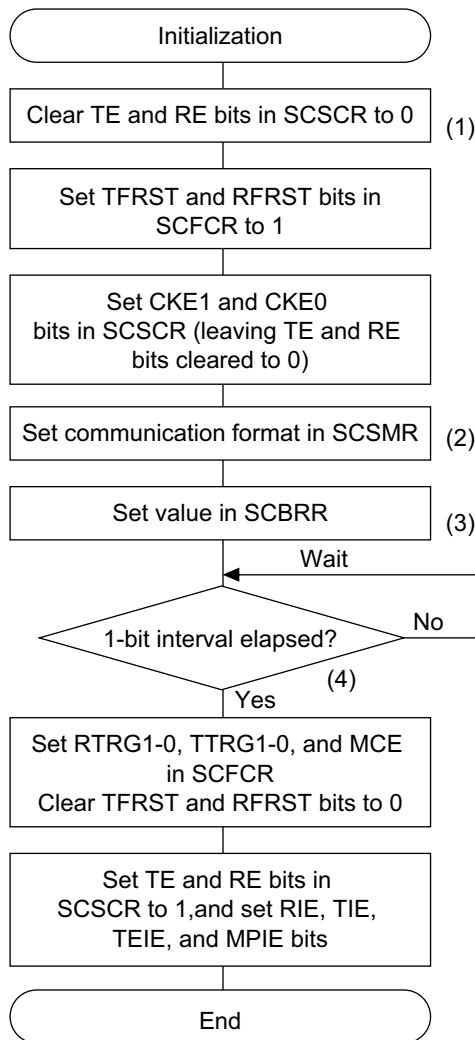 Initialization
Clear TE and RE bits in SCSCR to 0
(1)
Set TFRST and RFRST bits in
SCFCR to 1
Set CKE1 and CKE0
bits in SCSCR (leaving TE and RE
bits cleared to 0)
Set communication format in SCSMR
(2)
Set value in SCBRR
(3)
Wait
1-bit interval elapsed?
No
(4)
Yes
Set RTRG1-0, TTRG1-0, and MCE
in SCFCR
Clear TFRST and RFRST bits to 0
Set TE and RE bits in
SCSCR to 1,and set RIE, TIE,
TEIE, and MPIE bits
End